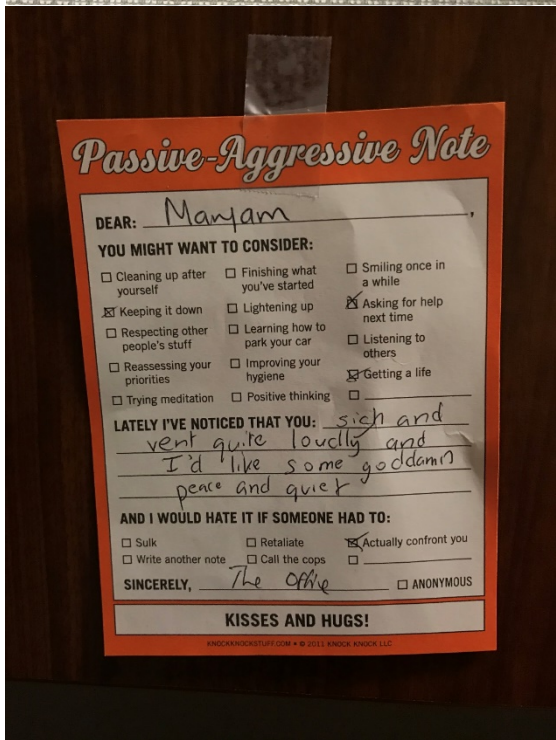 Passive-Aggressive Note
DEAR: Maryam,
YOU MIGHT WANT TO CONSIDER:
☐ Cleaning up after
yourself
☒ Keeping it down
☐ Respecting other
people's stuff
☐ Reassessing your
priorities
☐ Trying meditation
☐ Finishing what
you've started
☐ Lightening up
☐ Learning how to
park your car
☐ Improving your
hygiene
☐ Positive thinking
☐ Smiling once in
a while
☒ Asking for help
next time
☐ Listening to
others
☒ Getting a life
☐
LATELY I'VE NOTICED THAT YOU: sigh and
vent quite loudly and
I'd like some goddamn
peace and quiet
AND I WOULD HATE IT IF SOMEONE HAD TO:
☐ Sulk
☐ Write another note
☐ Retaliate
☐ Call the cops
☒ Actually confront you
☐
SINCERELY, The Office ☐ ANONYMOUS
KISSES AND HUGS!
KNOCKKNOCKSTUFF.COM • © 2011 KNOCK KNOCK LLC